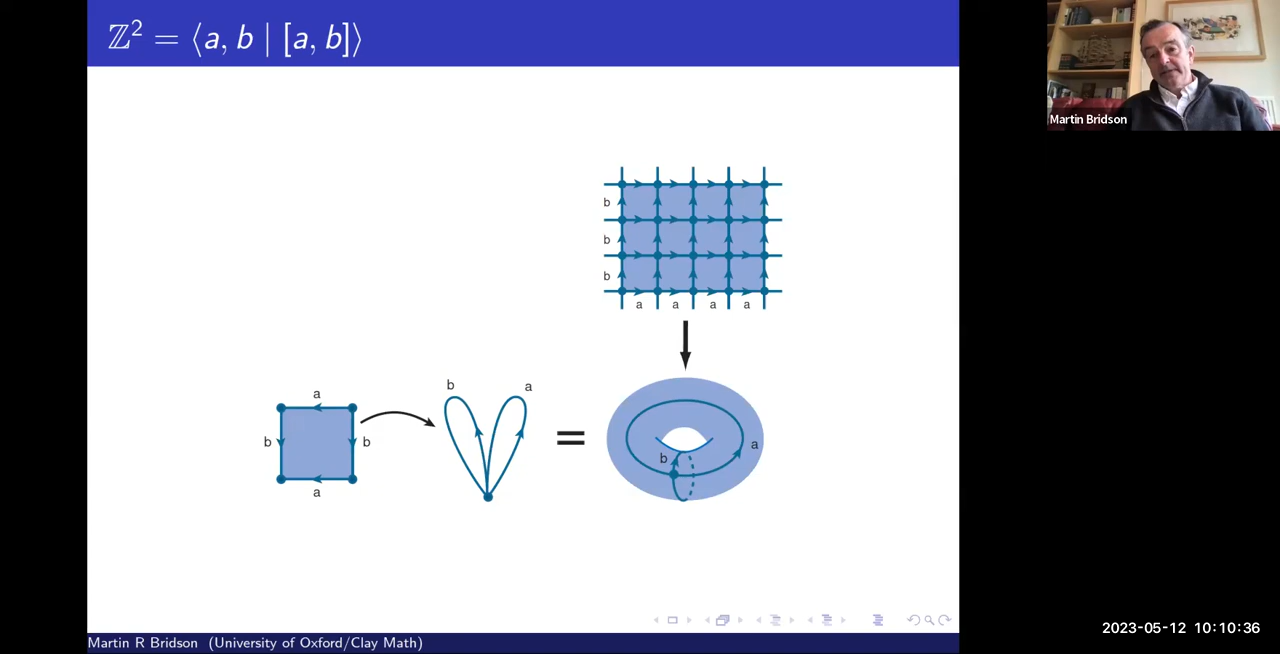 ℤ² = ⟨a, b | [a, b]⟩
Martin Bridson
b
b
b
a a a a
a
b b
a
b a
=
b a
Martin R Bridson (University of Oxford/Clay Math)
2023-05-12 10:10:36